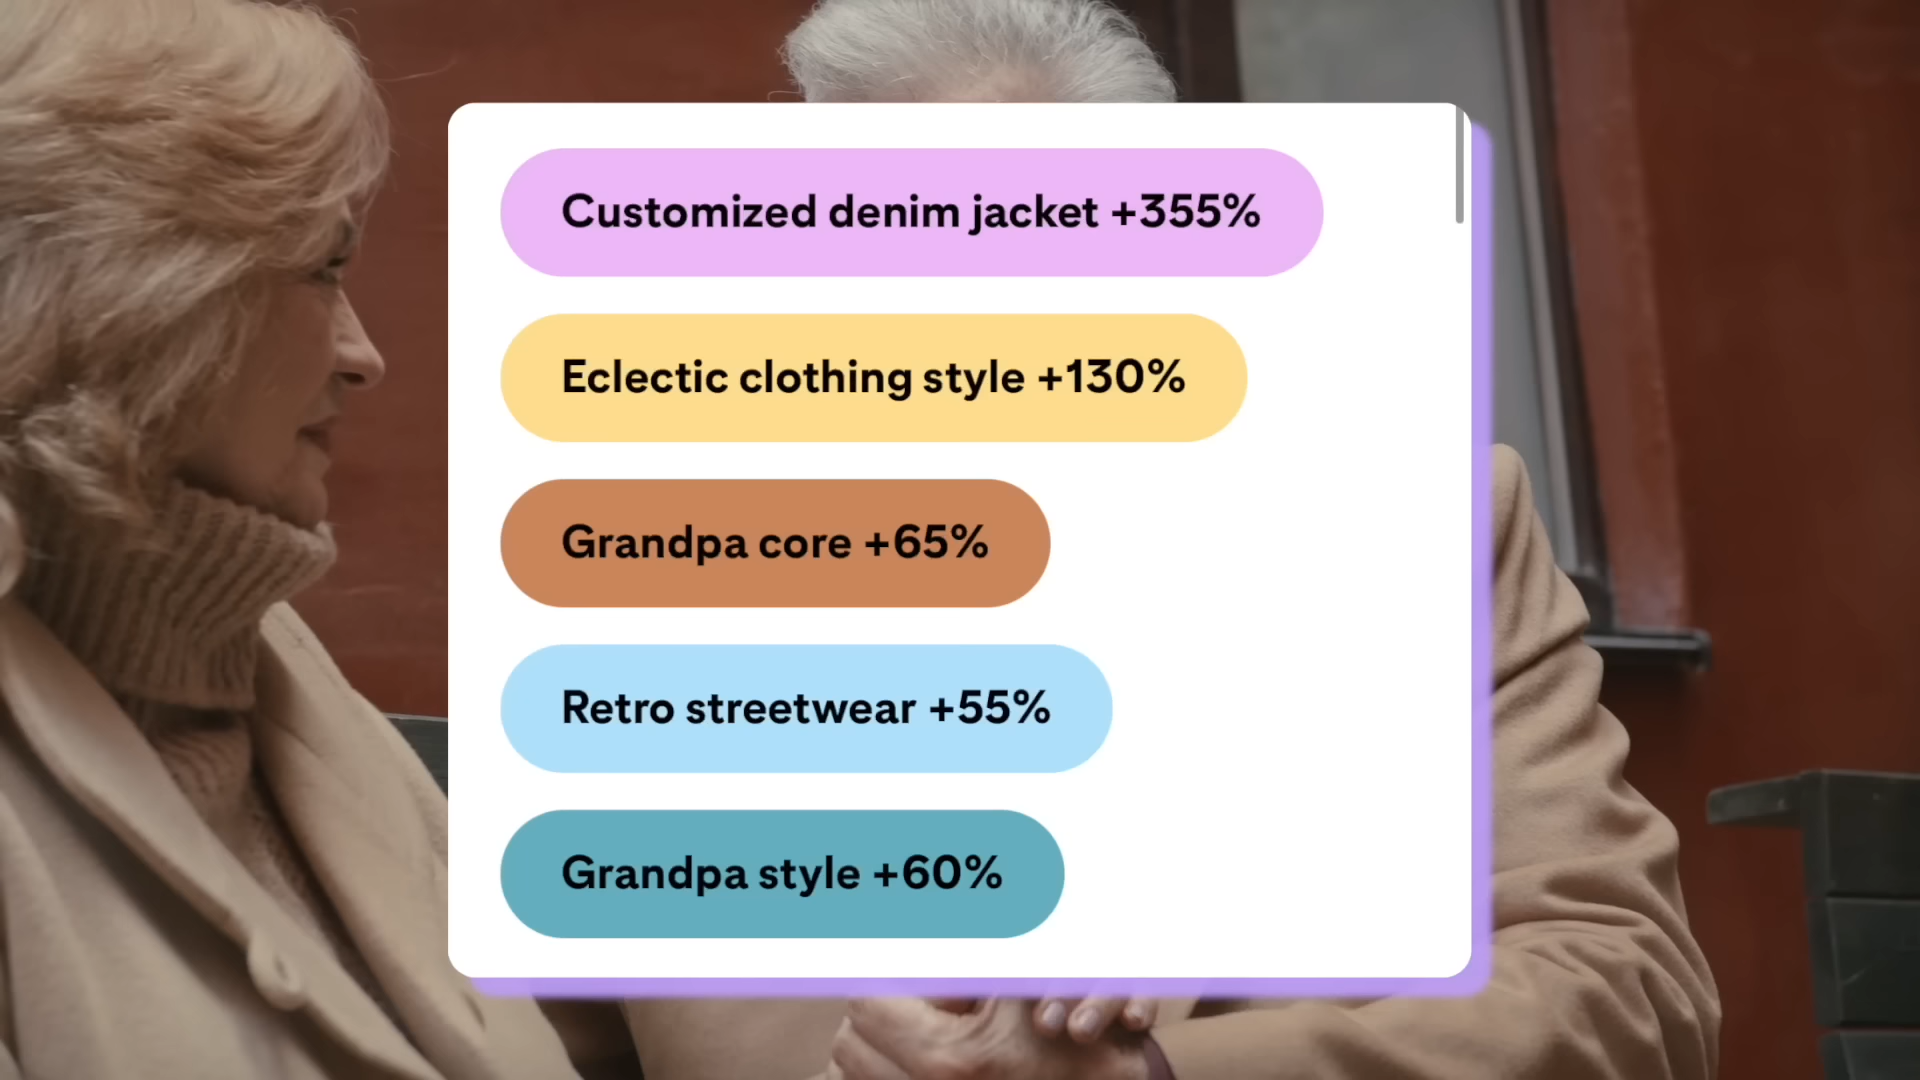 Customized denim jacket +355%
Eclectic clothing style +130%
Grandpa core +65%
Retro streetwear +55%
Grandpa style +60%